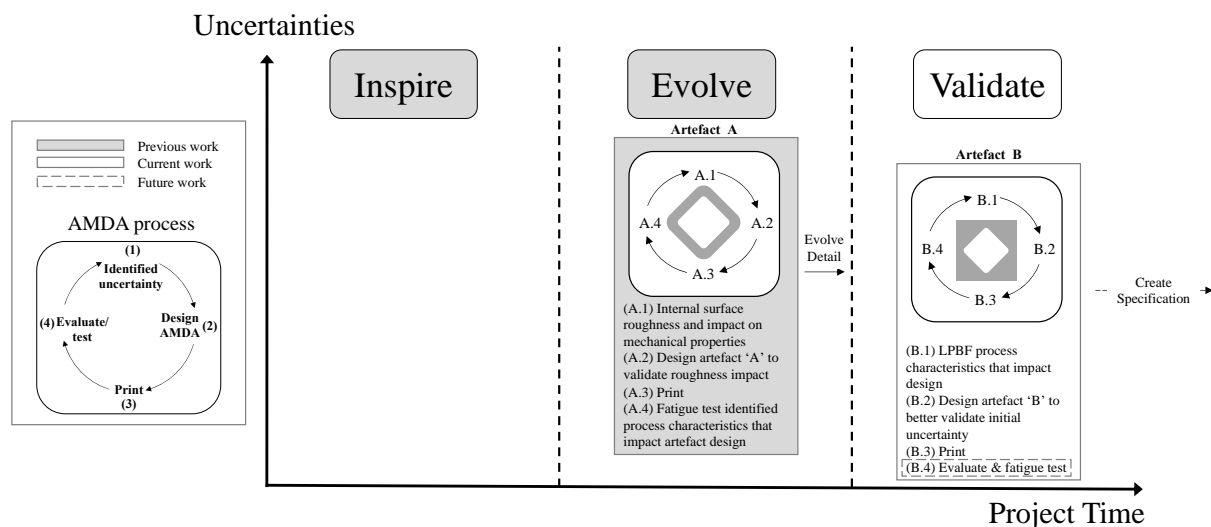 Uncertainties
Inspire
Evolve
Validate
Previous work
Current work
Future work
AMDA process
(1)
Identified
uncertainty
Design
AMDA
(2)
Print
(3)
(4)
Evaluate/
test
Artefact A
A.1
A.2
A.3
A.4
(A.1) Internal surface
roughness and impact on
mechanical properties
(A.2) Design artefact ‘A’ to
validate roughness impact
(A.3) Print
(A.4) Fatigue test identified
process characteristics that
impact artefact design
Evolve
Detail
Artefact B
B.1
B.2
B.3
B.4
(B.1) LPBF process
characteristics that impact
design
(B.2) Design artefact ‘B’ to
better validate initial
uncertainty
(B.3) Print
(B.4) Evaluate & fatigue test
Create
Specification
Project Time